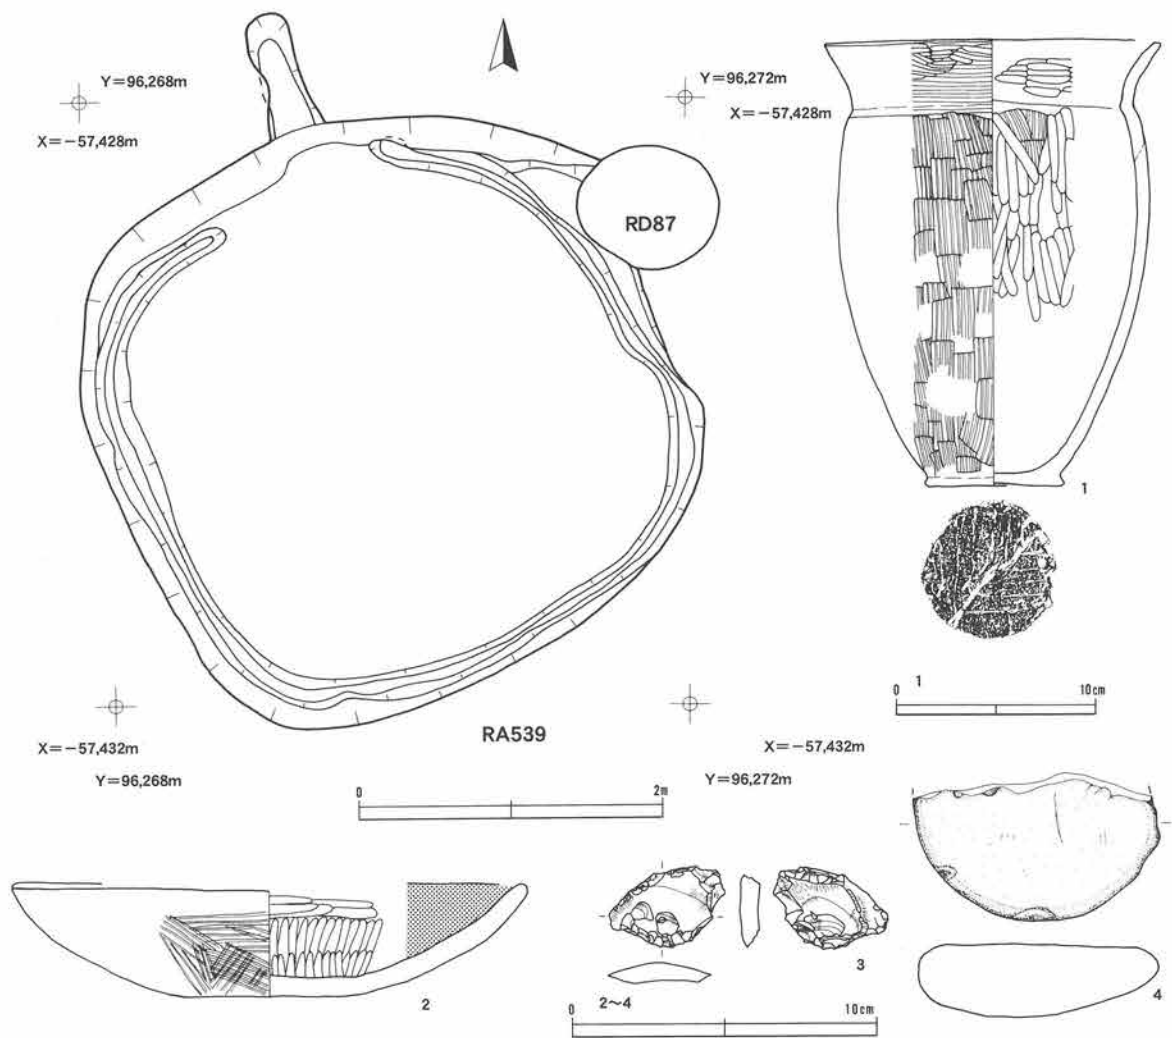 Y=96,268m
X=-57,428m
Y=96,272m
X=-57,428m
RD87
1
X=-57,432m
Y=96,268m
RA539
X=-57,432m
Y=96,272m
0 2m
1
0 10cm
2
3
4
2~4
0 10cm